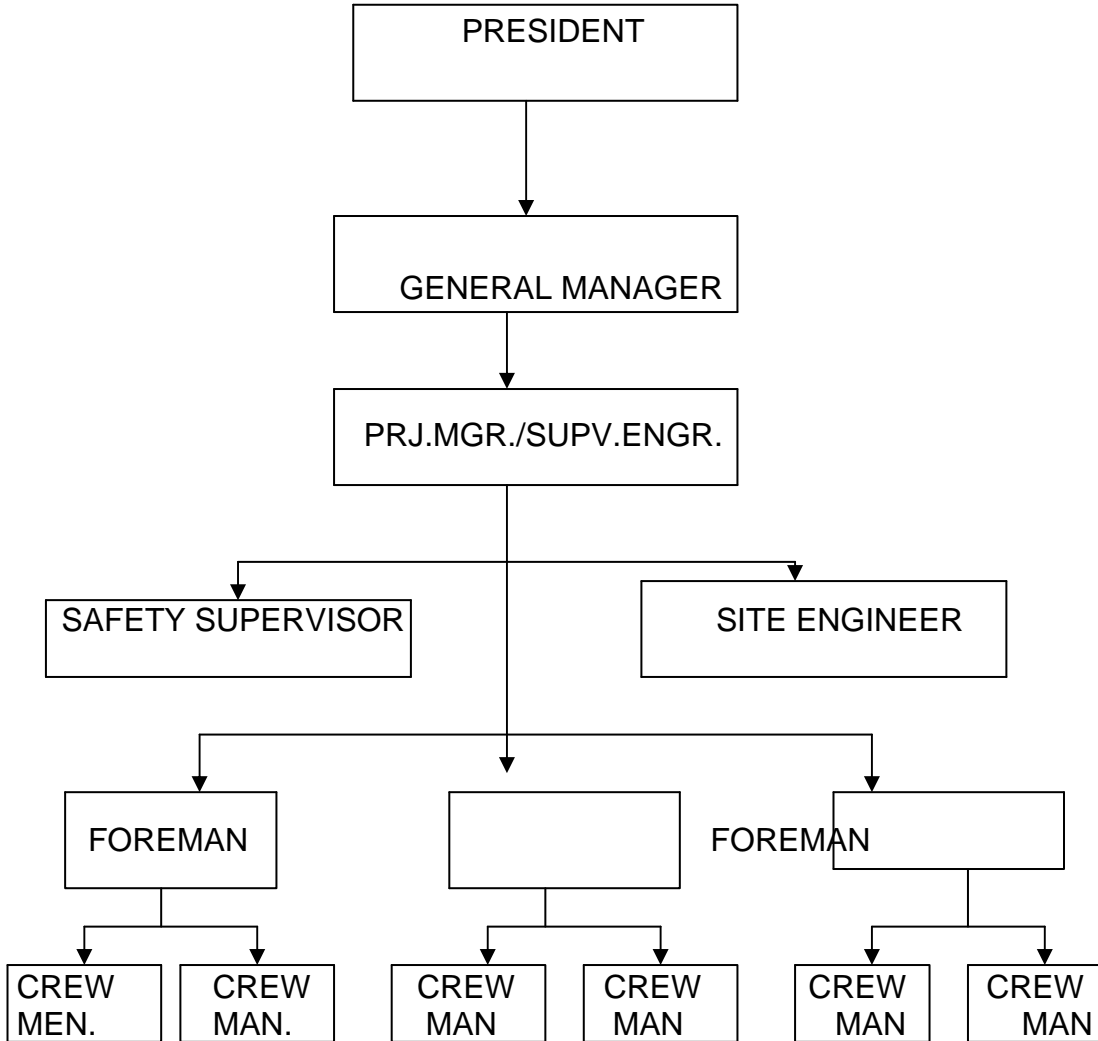 PRESIDENT
GENERAL MANAGER
PRJ.MGR./SUPV.ENGR.
SAFETY SUPERVISOR
SITE ENGINEER
FOREMAN
FOREMAN
CREW
MEN.
CREW
MAN.
CREW
MAN
CREW
MAN
CREW
MAN
CREW
MAN